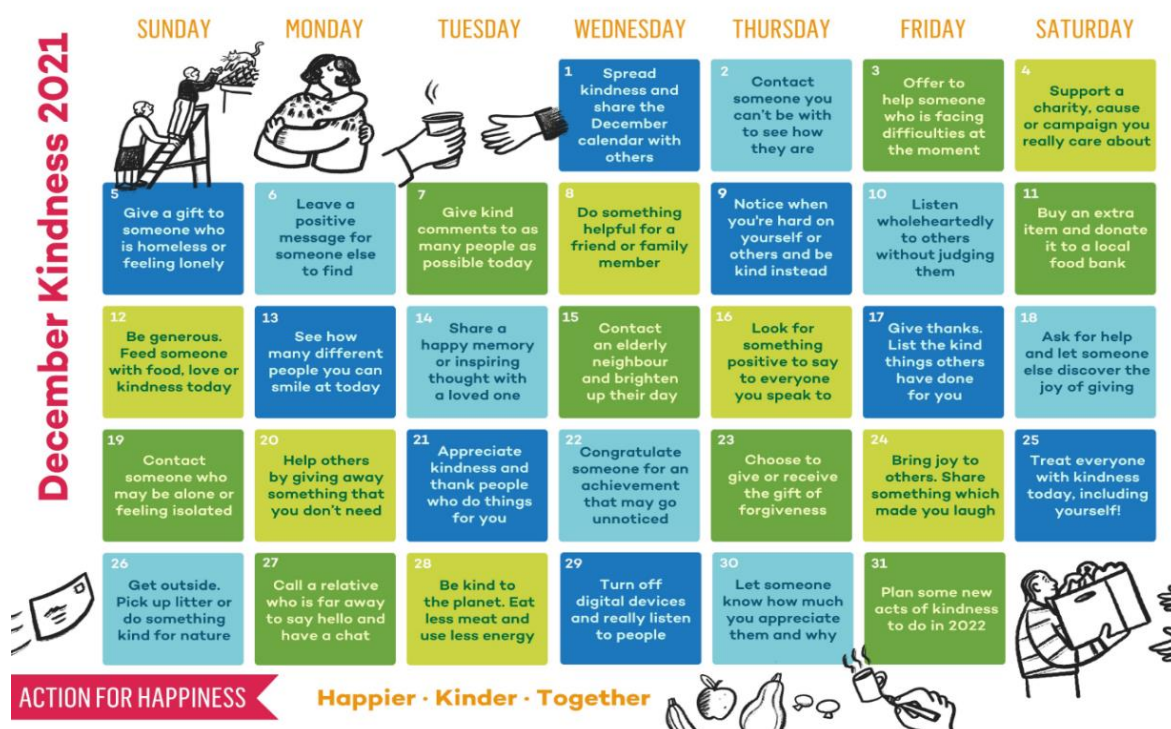 December Kindness 2021
SUNDAY
MONDAY
TUESDAY
WEDNESDAY
THURSDAY
FRIDAY
SATURDAY
1
Spread
kindness and
share the
December
calendar with
others
2
Contact
someone you
can't be with
to see how
they are
3
Offer to
help someone
who is facing
difficulties at
the moment
4
Support a
charity, cause
or campaign you
really care about
5
Give a gift to
someone who
is homeless or
feeling lonely
6
Leave a
positive
message for
someone else
to find
7
Give kind
comments to as
many people as
possible today
8
Do something
helpful for a
friend or family
member
9
Notice when
you're hard on
yourself or
others and be
kind instead
10
Listen
wholeheartedly
to others
without judging
them
11
Buy an extra
item and donate
it to a local
food bank
12
Be generous.
Feed someone
with food, love or
kindness today
13
See how
many different
people you can
smile at today
14
Share a
happy memory
or inspiring
thought with
a loved one
15
Contact
an elderly
neighbour
and brighten
up their day
16
Look for
something
positive to say
to everyone
you speak to
17
Give thanks.
List the kind
things others
have done
for you
18
Ask for help
and let someone
else discover the
joy of giving
19
Contact
someone who
may be alone or
feeling isolated
20
Help others
by giving away
something that
you don't need
21
Appreciate
kindness and
thank people
who do things
for you
22
Congratulate
someone for an
achievement
that may go
unnoticed
23
Choose to
give or receive
the gift of
forgiveness
24
Bring joy to
others. Share
something which
made you laugh
25
Treat everyone
with kindness
today, including
yourself!
26
Get outside.
Pick up litter or
do something
kind for nature
27
Call a relative
who is far away
to say hello and
have a chat
28
Be kind to
the planet. Eat
less meat and
use less energy
29
Turn off
digital devices
and really listen
to people
30
Let someone
know how much
you appreciate
them and why
31
Plan some new
acts of kindness
to do in 2022
ACTION FOR HAPPINESS
Happier · Kinder · Together